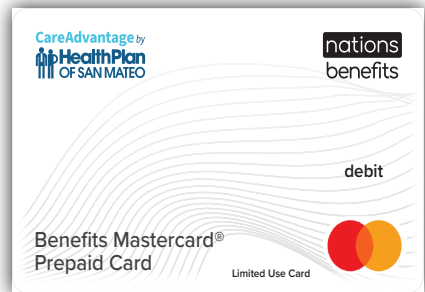 CareAdvantage by
HealthPlan
OF SAN MATEO
nations
benefits
debit
Benefits Mastercard®
Prepaid Card
Limited Use Card